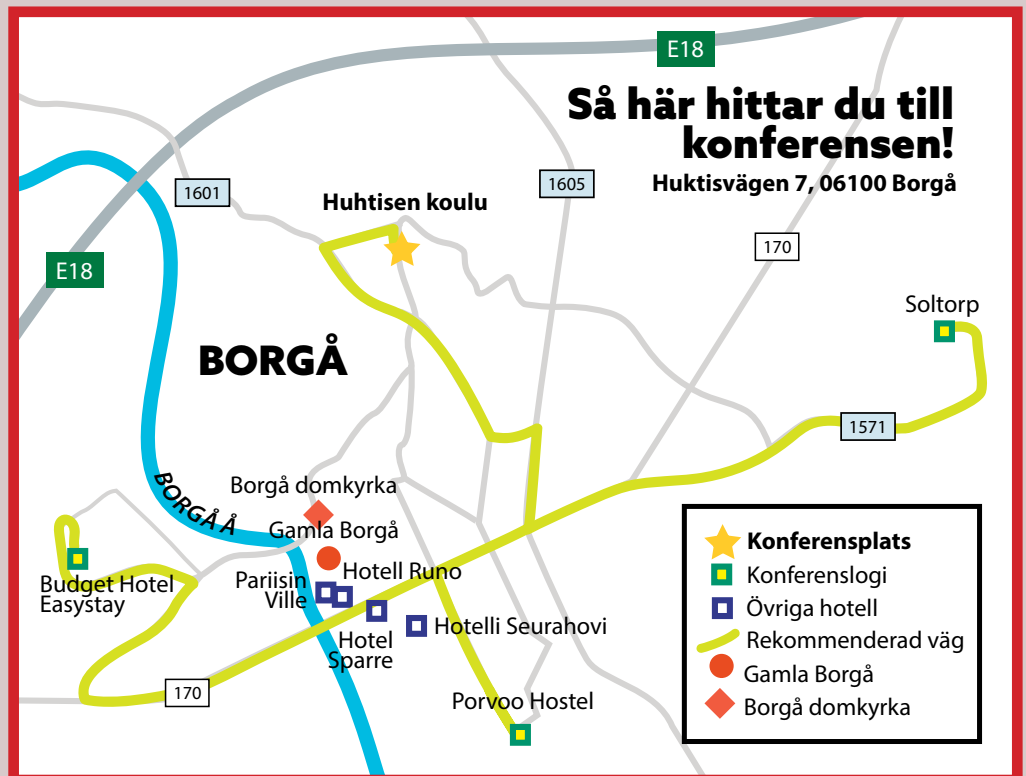 E18
Så här hittar du till
konferensen!
Huktisvägen 7, 06100 Borgå
1601
1605
Huhtisen koulu
170
E18
Soltorp
BORGÅ
1571
BORGÅ Å
Borgå domkyrka
Gamla Borgå
Budget Hotel
Easystay
Pariisin
Ville
Hotell Runo
Hotel
Sparre
Hotelli Seurahovi
170
Porvoo Hostel
Konferensplats
Konferenslogi
Övriga hotell
Rekommenderad väg
Gamla Borgå
Borgå domkyrka